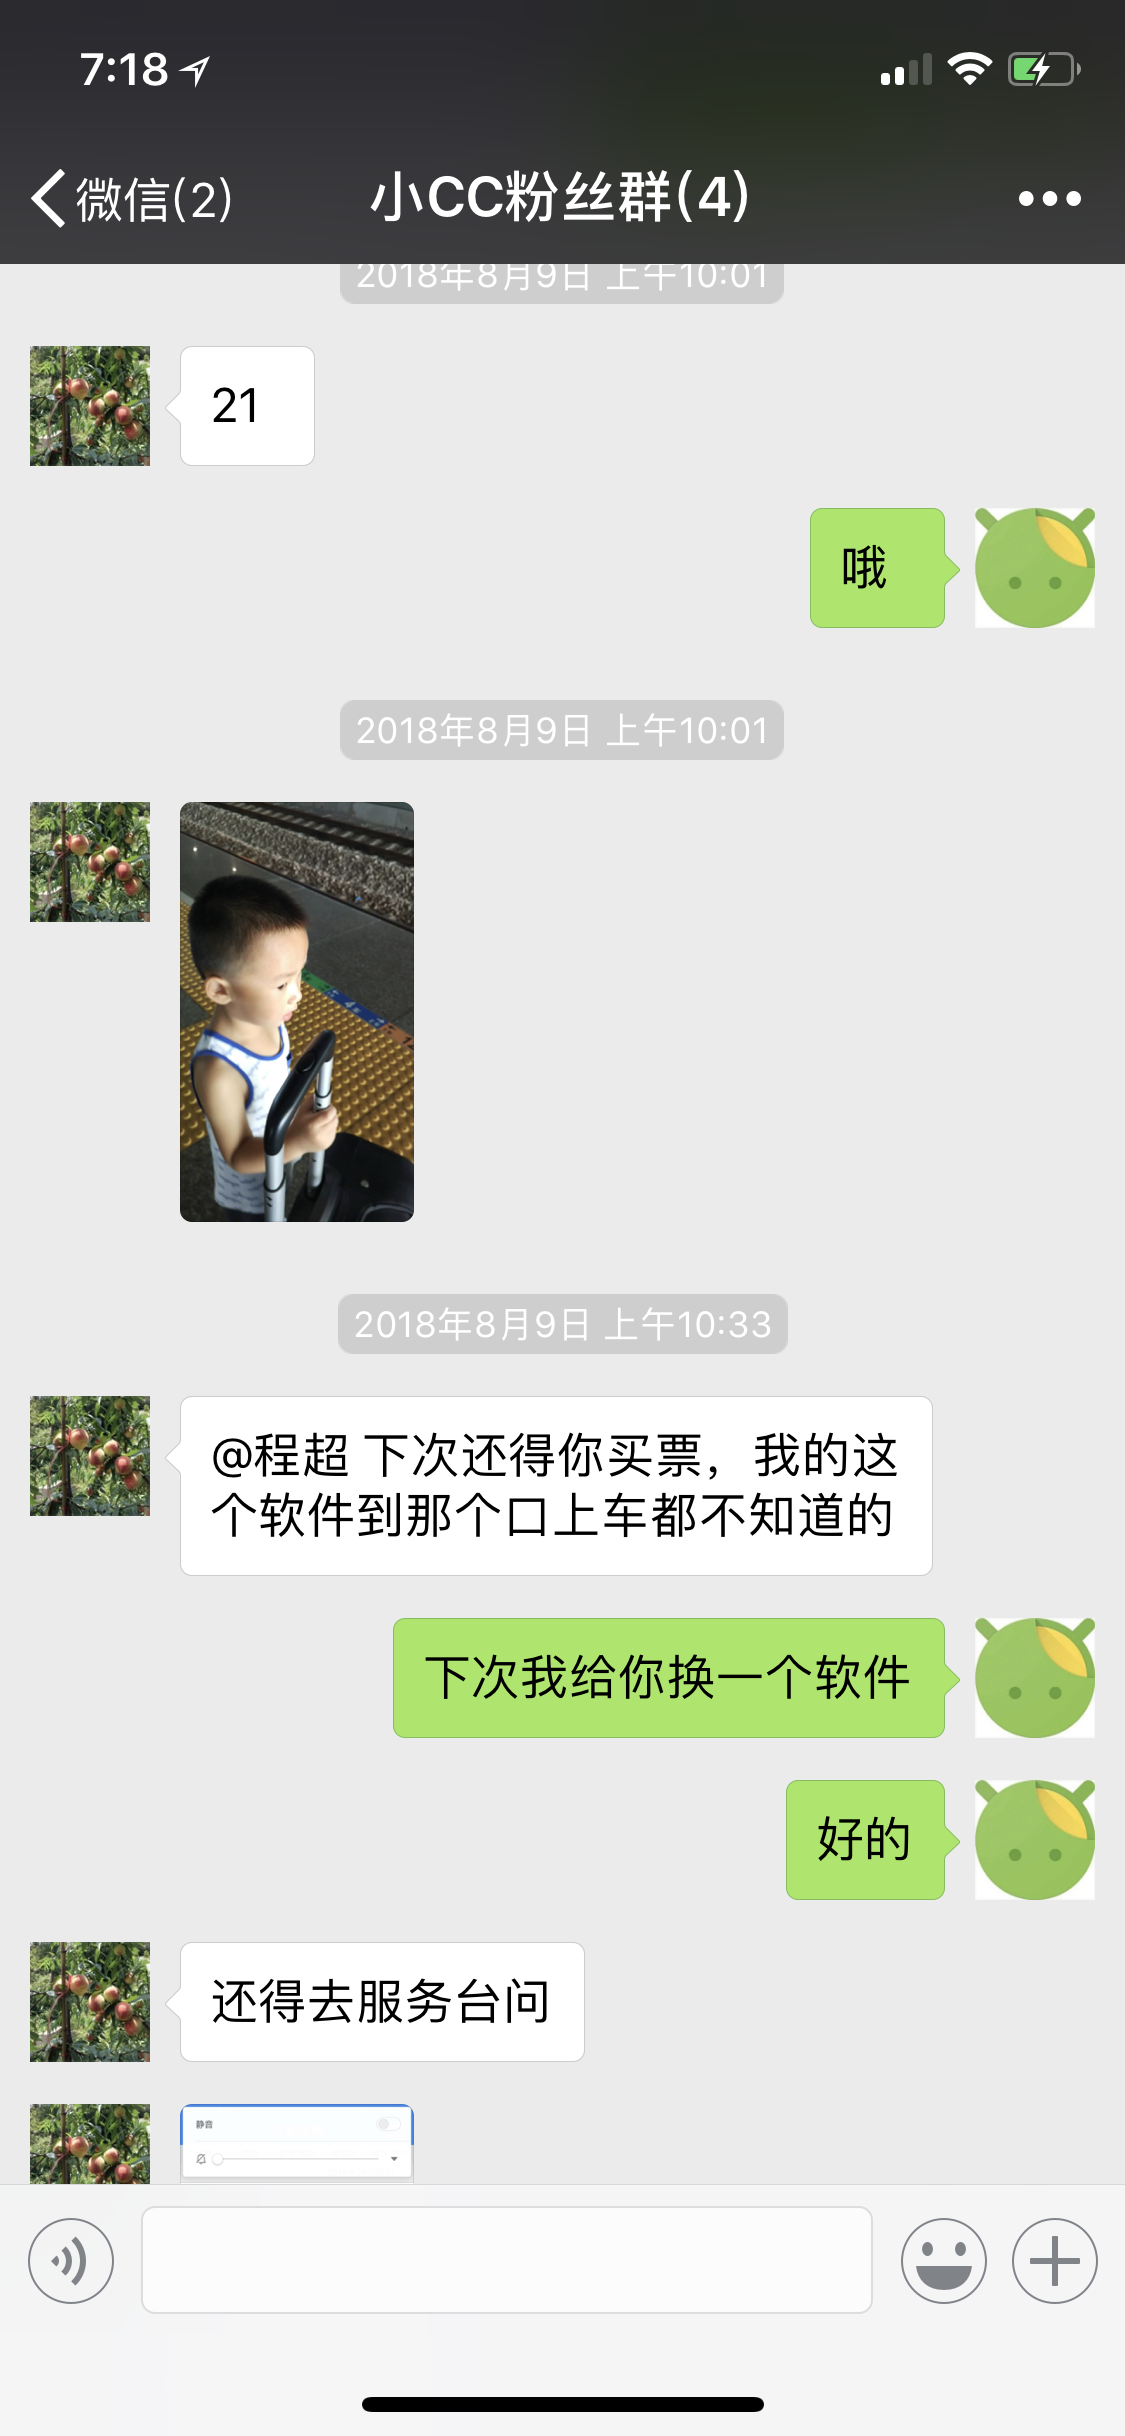 7:18
微信(2)
小CC粉丝群(4)
2018年8月9日 上午10:01
21
哦
2018年8月9日 上午10:01
2018年8月9日 上午10:33
@程超 下次还得你买票，我的这
个软件到那个口上车都不知道的
下次我给你换一个软件
好的
还得去服务台问
静音